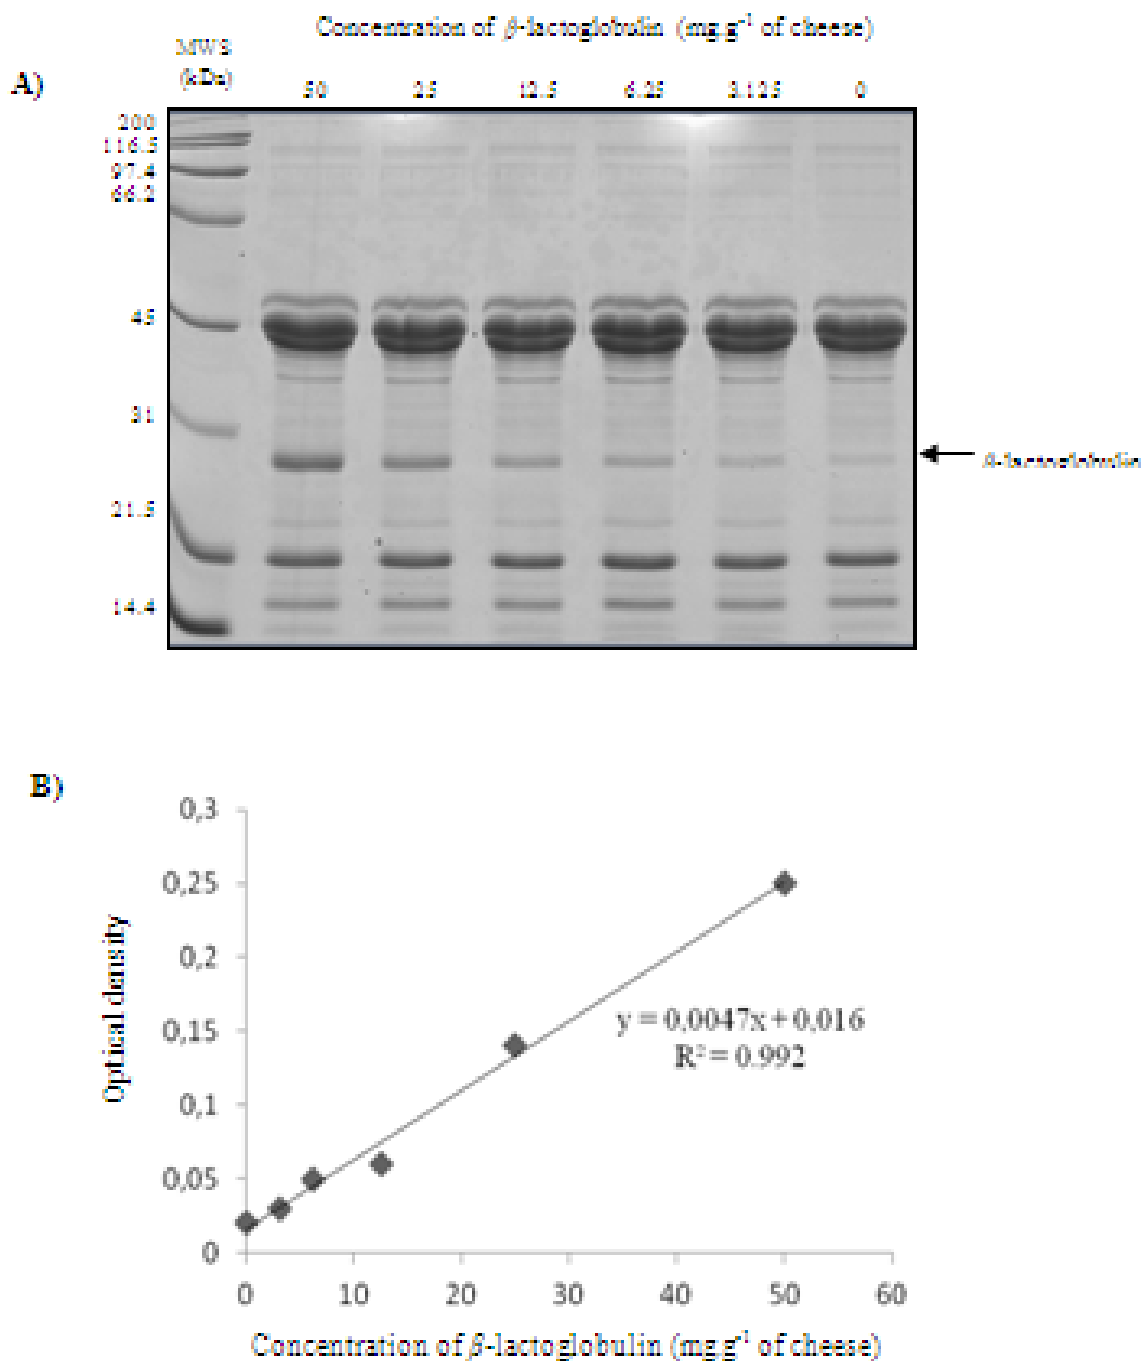 Concentration of β-lactoglobulin (mg.g⁻¹ of cheese)
MWS
(kDa)
A)
50 25 12.5 6.25 3.125 0
200
116.5
97.4
66.2
45
31
β-lactoglobulin
21.5
14.4
B)
0,3
0,25
0,2
0,15
0,1
0,05
0
Optical density
y = 0,0047x + 0,016
R² = 0.992
0 10 20 30 40 50 60
Concentration of β-lactoglobulin (mg.g⁻¹ of cheese)